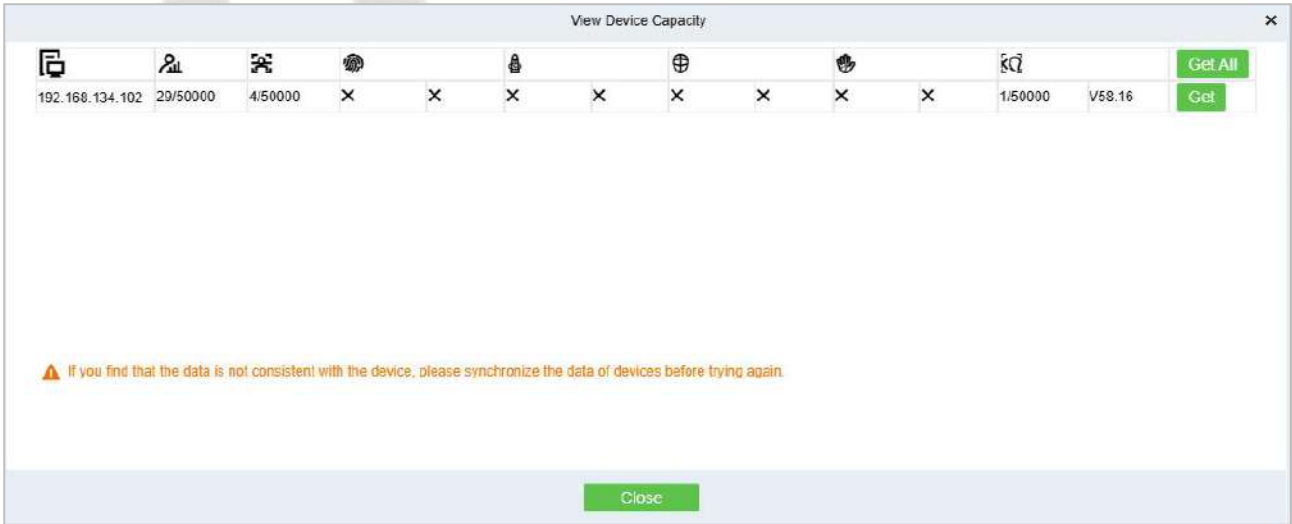 View Device Capacity
Get All
192.168.134.102 29/50000 4/50000 1/50000 V58.16 Get
If you find that the data is not consistent with the device, please synchronize the data of devices before trying again.
Close